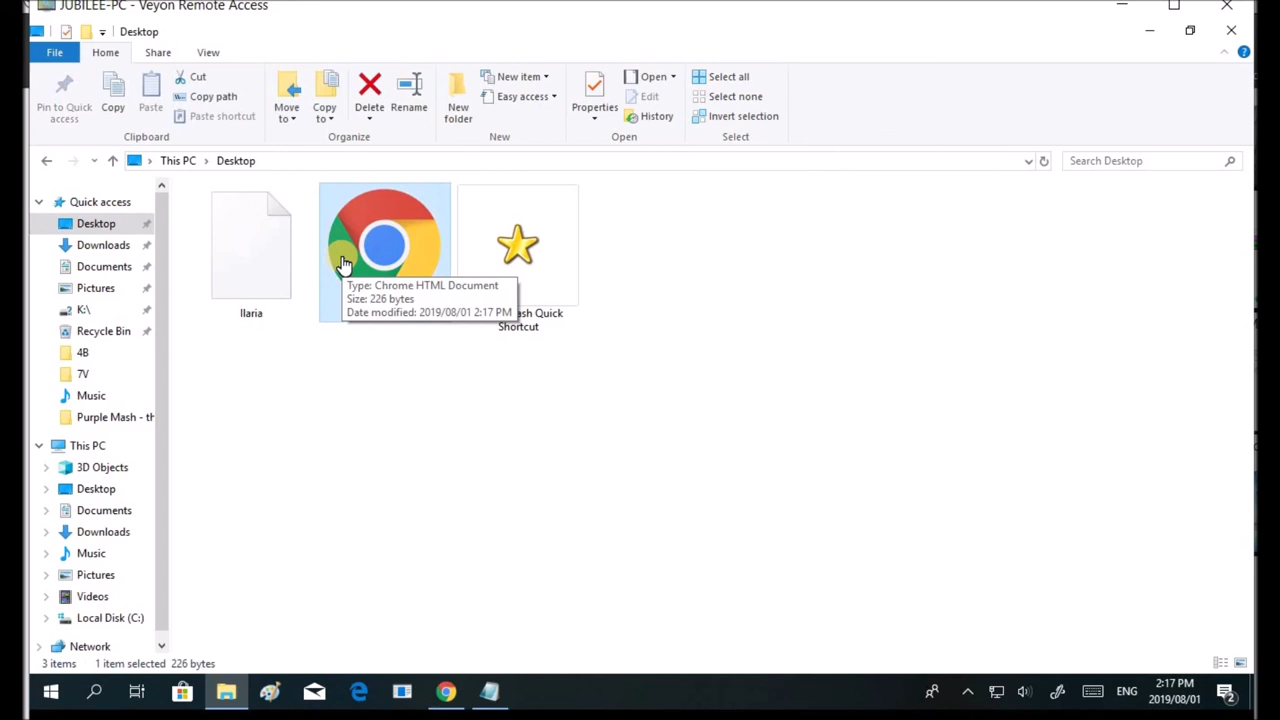 JUBILEE-PC - Veyon Remote Access
Desktop
File Home Share View
Pin to Quick access
Copy
Paste
Cut
Copy path
Paste shortcut
Clipboard
Move to
Copy to
Delete
Rename
Organize
New folder
New item
Easy access
New
Properties
Open
Edit
History
Open
Select all
Select none
Invert selection
Select
This PC > Desktop
Search Desktop
Quick access
Desktop
Downloads
Documents
Pictures
K:\
Recycle Bin
4B
7V
Music
Purple Mash - th
This PC
3D Objects
Desktop
Documents
Downloads
Music
Pictures
Videos
Local Disk (C:)
Network
Ilaria
Type: Chrome HTML Document
Size: 226 bytes
Date modified: 2019/08/01 2:17 PM
Quick
Shortcut
3 items 1 item selected 226 bytes
ENG
2:17 PM
2019/08/01
2